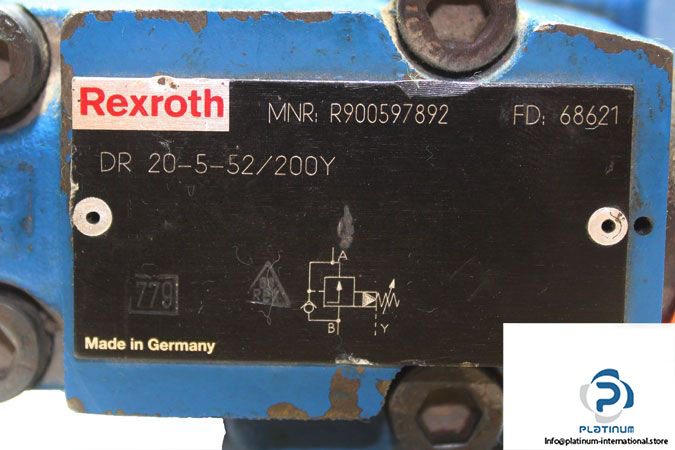 Rexroth
MNR: R900597892
FD: 68621
DR 20-5-52/200Y
A
B
Y
779
Made in Germany
PLATINUM
Info@platinum-international.store